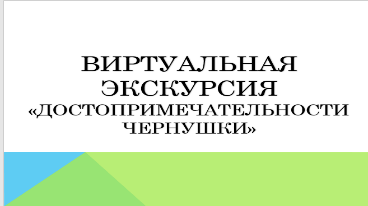 ВИРТУАЛЬНАЯ
ЭКСКУРСИЯ
«ДОСТОПРИМЕЧАТЕЛЬНОСТИ
ЧЕРНУШКИ»